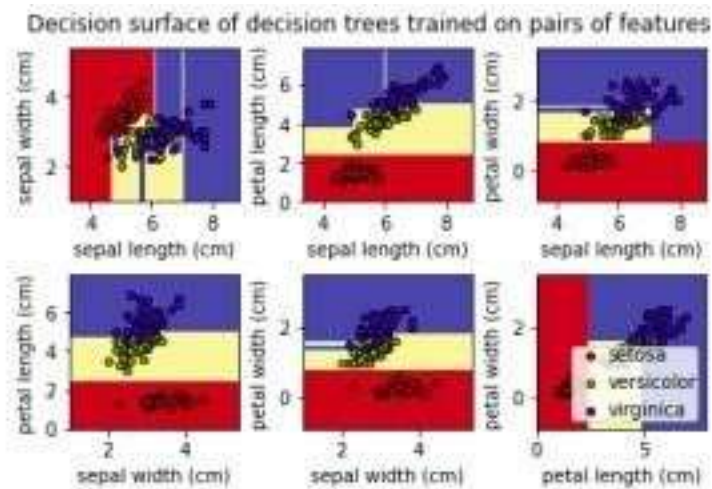 Decision surface of decision trees trained on pairs of features
sepal width (cm)
4
2
4 6 8
sepal length (cm)
petal length (cm)
6
4
2
0
4 6 8
sepal length (cm)
petal width (cm)
2
0
4 6 8
sepal length (cm)
petal length (cm)
6
4
2
0
2 4
sepal width (cm)
petal width (cm)
2
0
2 4
sepal width (cm)
petal width (cm)
2
0
0 5
petal length (cm)
setosa
versicolor
virginica